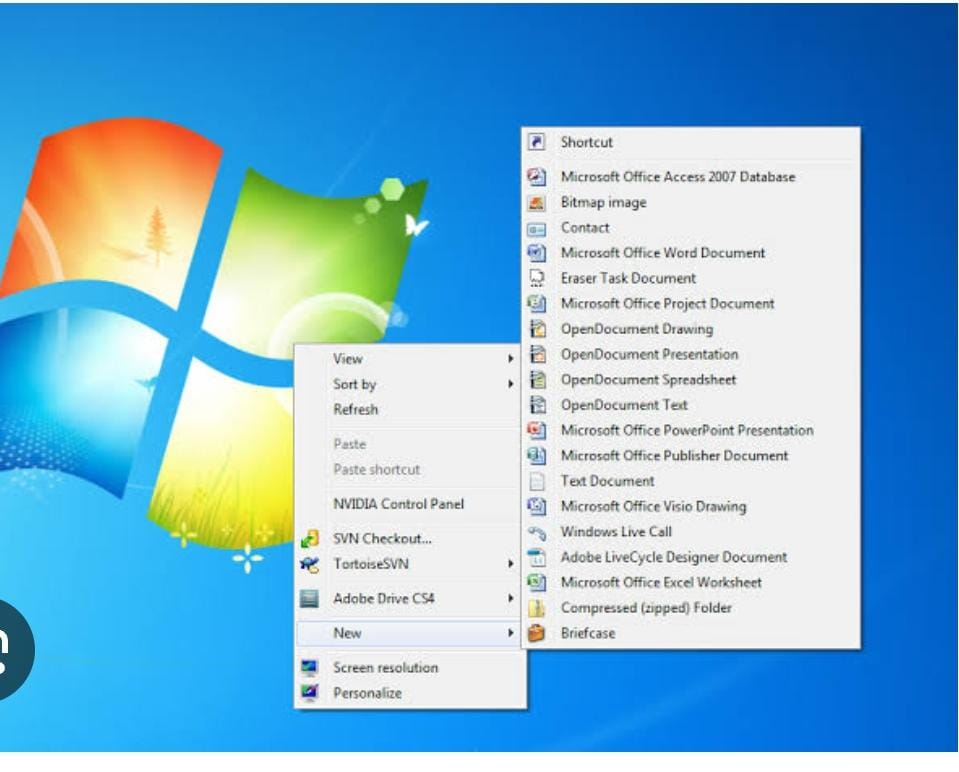 View
Sort by
Refresh
Paste
Paste shortcut
NVIDIA Control Panel
SVN Checkout...
TortoiseSVN
Adobe Drive CS4
New
Screen resolution
Personalize
Shortcut
Microsoft Office Access 2007 Database
Bitmap image
Contact
Microsoft Office Word Document
Eraser Task Document
Microsoft Office Project Document
OpenDocument Drawing
OpenDocument Presentation
OpenDocument Spreadsheet
OpenDocument Text
Microsoft Office PowerPoint Presentation
Microsoft Office Publisher Document
Text Document
Microsoft Office Visio Drawing
Windows Live Call
Adobe LiveCycle Designer Document
Microsoft Office Excel Worksheet
Compressed (zipped) Folder
Briefcase